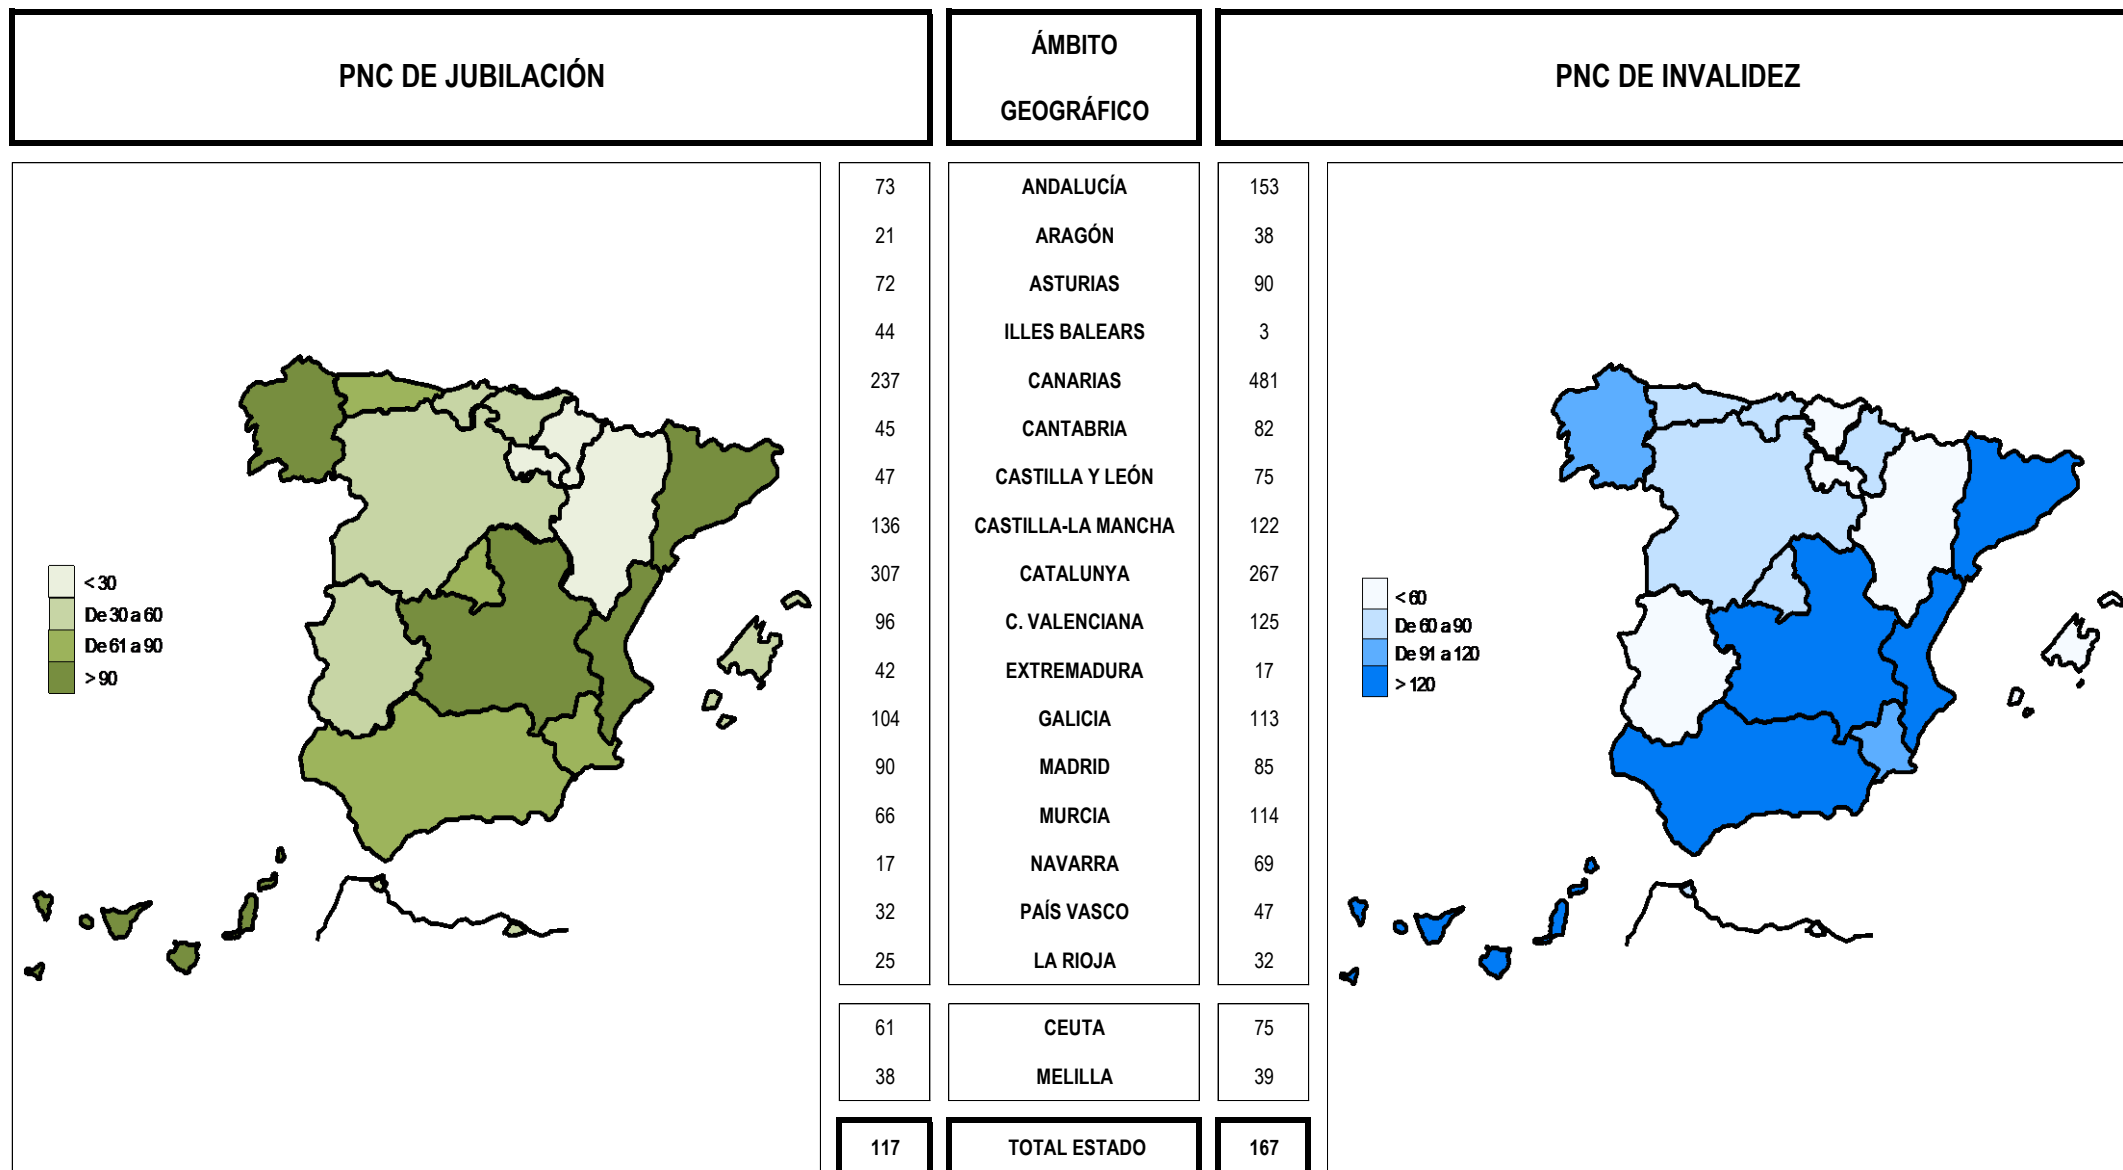 PNC DE JUBILACIÓN
ÁMBITO
GEOGRÁFICO
PNC DE INVALIDEZ
73 ANDALUCÍA 153
21 ARAGÓN 38
72 ASTURIAS 90
44 ILLES BALEARS 3
237 CANARIAS 481
45 CANTABRIA 82
47 CASTILLA Y LEÓN 75
136 CASTILLA-LA MANCHA 122
307 CATALUNYA 267
96 C. VALENCIANA 125
42 EXTREMADURA 17
104 GALICIA 113
90 MADRID 85
66 MURCIA 114
17 NAVARRA 69
32 PAÍS VASCO 47
25 LA RIOJA 32
61 CEUTA 75
38 MELILLA 39
117 TOTAL ESTADO 167
< 30
De 30 a 60
De 61 a 90
> 90
< 60
De 60 a 90
De 91 a 120
> 120